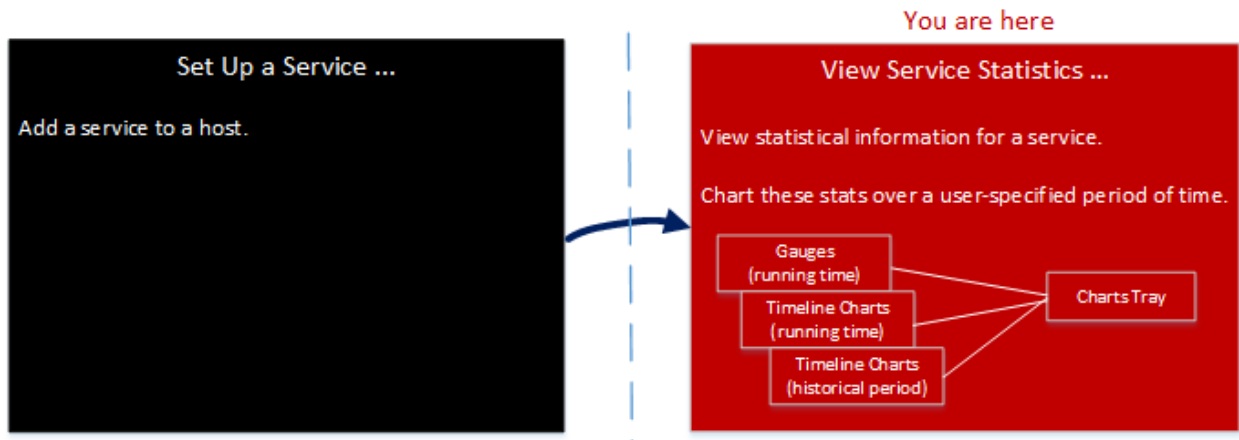 Set Up a Service ...
Add a service to a host.
You are here
View Service Statistics ...
View statistical information for a service.
Chart these stats over a user-specified period of time.
Gauges
(running time)
Timeline Charts
(running time)
Timeline Charts
(historical period)
Charts Tray